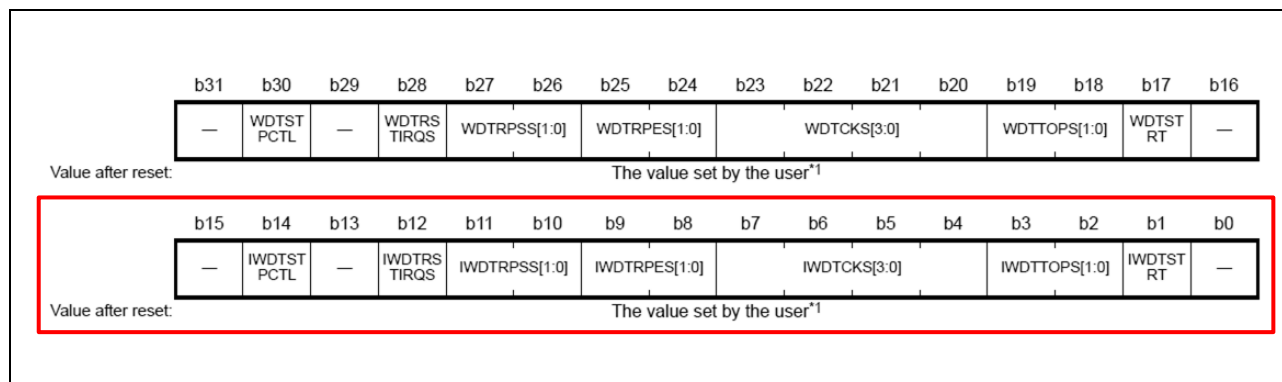 b31 b30 b29 b28 b27 b26 b25 b24 b23 b22 b21 b20 b19 b18 b17 b16
— WDTST PCTL — WDTRS TIRQS WDTRPSS[1:0] WDTRPES[1:0] WDTCKS[3:0] WDTTOPS[1:0] WDTST RT —
Value after reset: The value set by the user*1
b15 b14 b13 b12 b11 b10 b9 b8 b7 b6 b5 b4 b3 b2 b1 b0
— IWDTST PCTL — IWDTRS TIRQS IWDTRPSS[1:0] IWDTRPES[1:0] IWDTCKS[3:0] IWDTTOPS[1:0] IWDTST RT —
Value after reset: The value set by the user*1